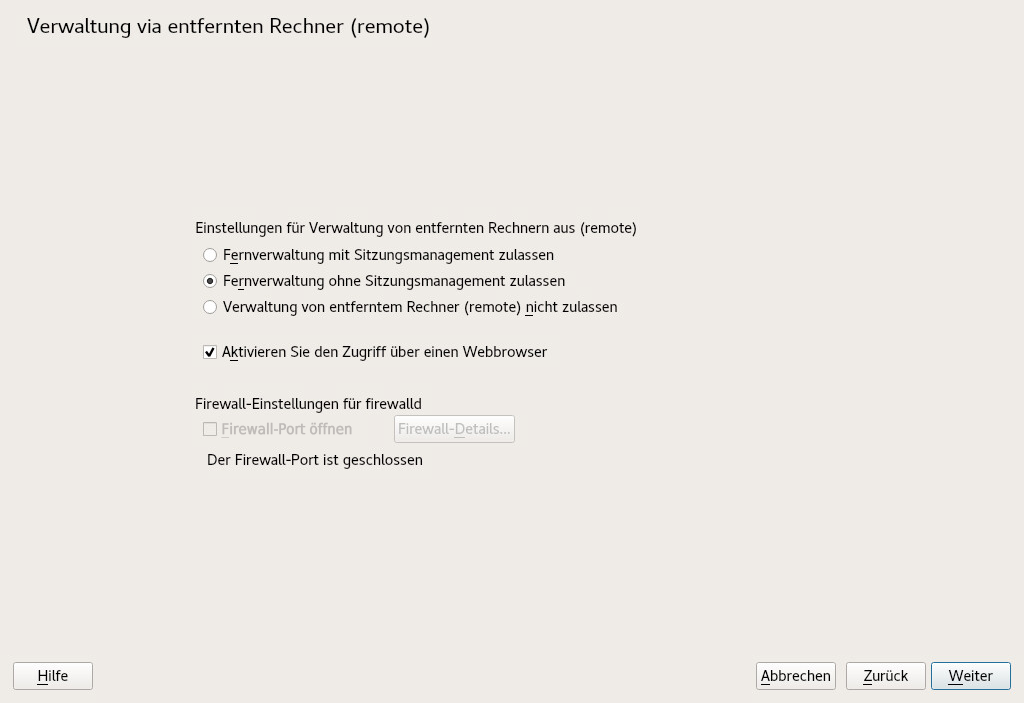 Verwaltung via entfernten Rechner (remote)
Einstellungen für Verwaltung von entfernten Rechnern aus (remote)
Fernverwaltung mit Sitzungsmanagement zulassen
Fernverwaltung ohne Sitzungsmanagement zulassen
Verwaltung von entferntem Rechner (remote) nicht zulassen
Aktivieren Sie den Zugriff über einen Webbrowser
Firewall-Einstellungen für firewalld
Firewall-Port öffnen Firewall-Details...
Der Firewall-Port ist geschlossen
Hilfe Abbrechen Zurück Weiter